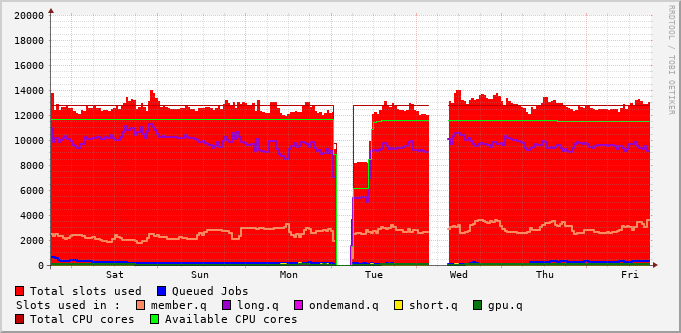 RRDTOOL / TOBI OETIKER
20000
18000
16000
14000
12000
10000
8000
6000
4000
2000
0
Sat Sun Mon Tue Wed Thu Fri
Total slots used Queued Jobs
Slots used in : member.q long.q ondemand.q short.q gpu.q
Total CPU cores Available CPU cores